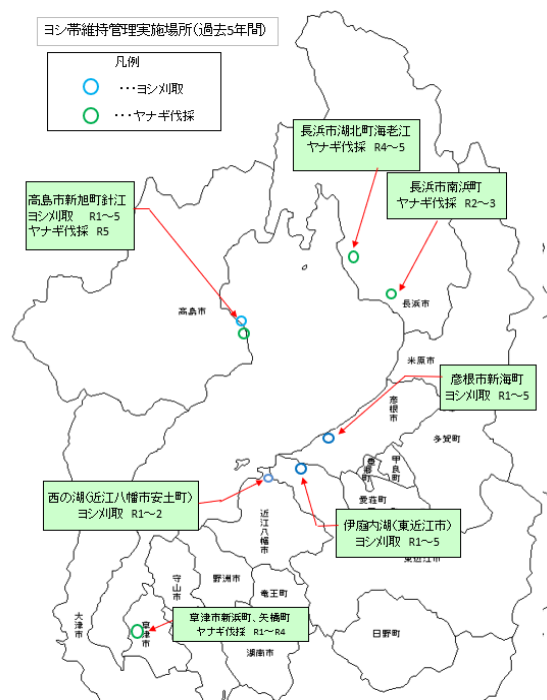 ヨシ帯維持管理実施場所(過去5年間)
凡例
・・・ヨシ刈取
・・・ヤナギ伐採
長浜市湖北町海老江
ヤナギ伐採 R4～5
長浜市南浜町
ヤナギ伐採 R2～3
高島市新旭町針江
ヨシ刈取 R1～5
ヤナギ伐採 R5
高島市
長浜市
米原市
彦根市新海町
ヨシ刈取 R1～5
彦根市
多賀町
甲良町
豊郷町
愛荘町
西の湖(近江八幡市安土町)
ヨシ刈取 R1～2
近江八幡市
伊庭内湖(東近江市)
ヨシ刈取 R1～5
東近江市
守山市
野洲市
竜王町
大津市
草津市
草津市新浜町、矢橋町
ヤナギ伐採 R1～R4
日野町
湖南市